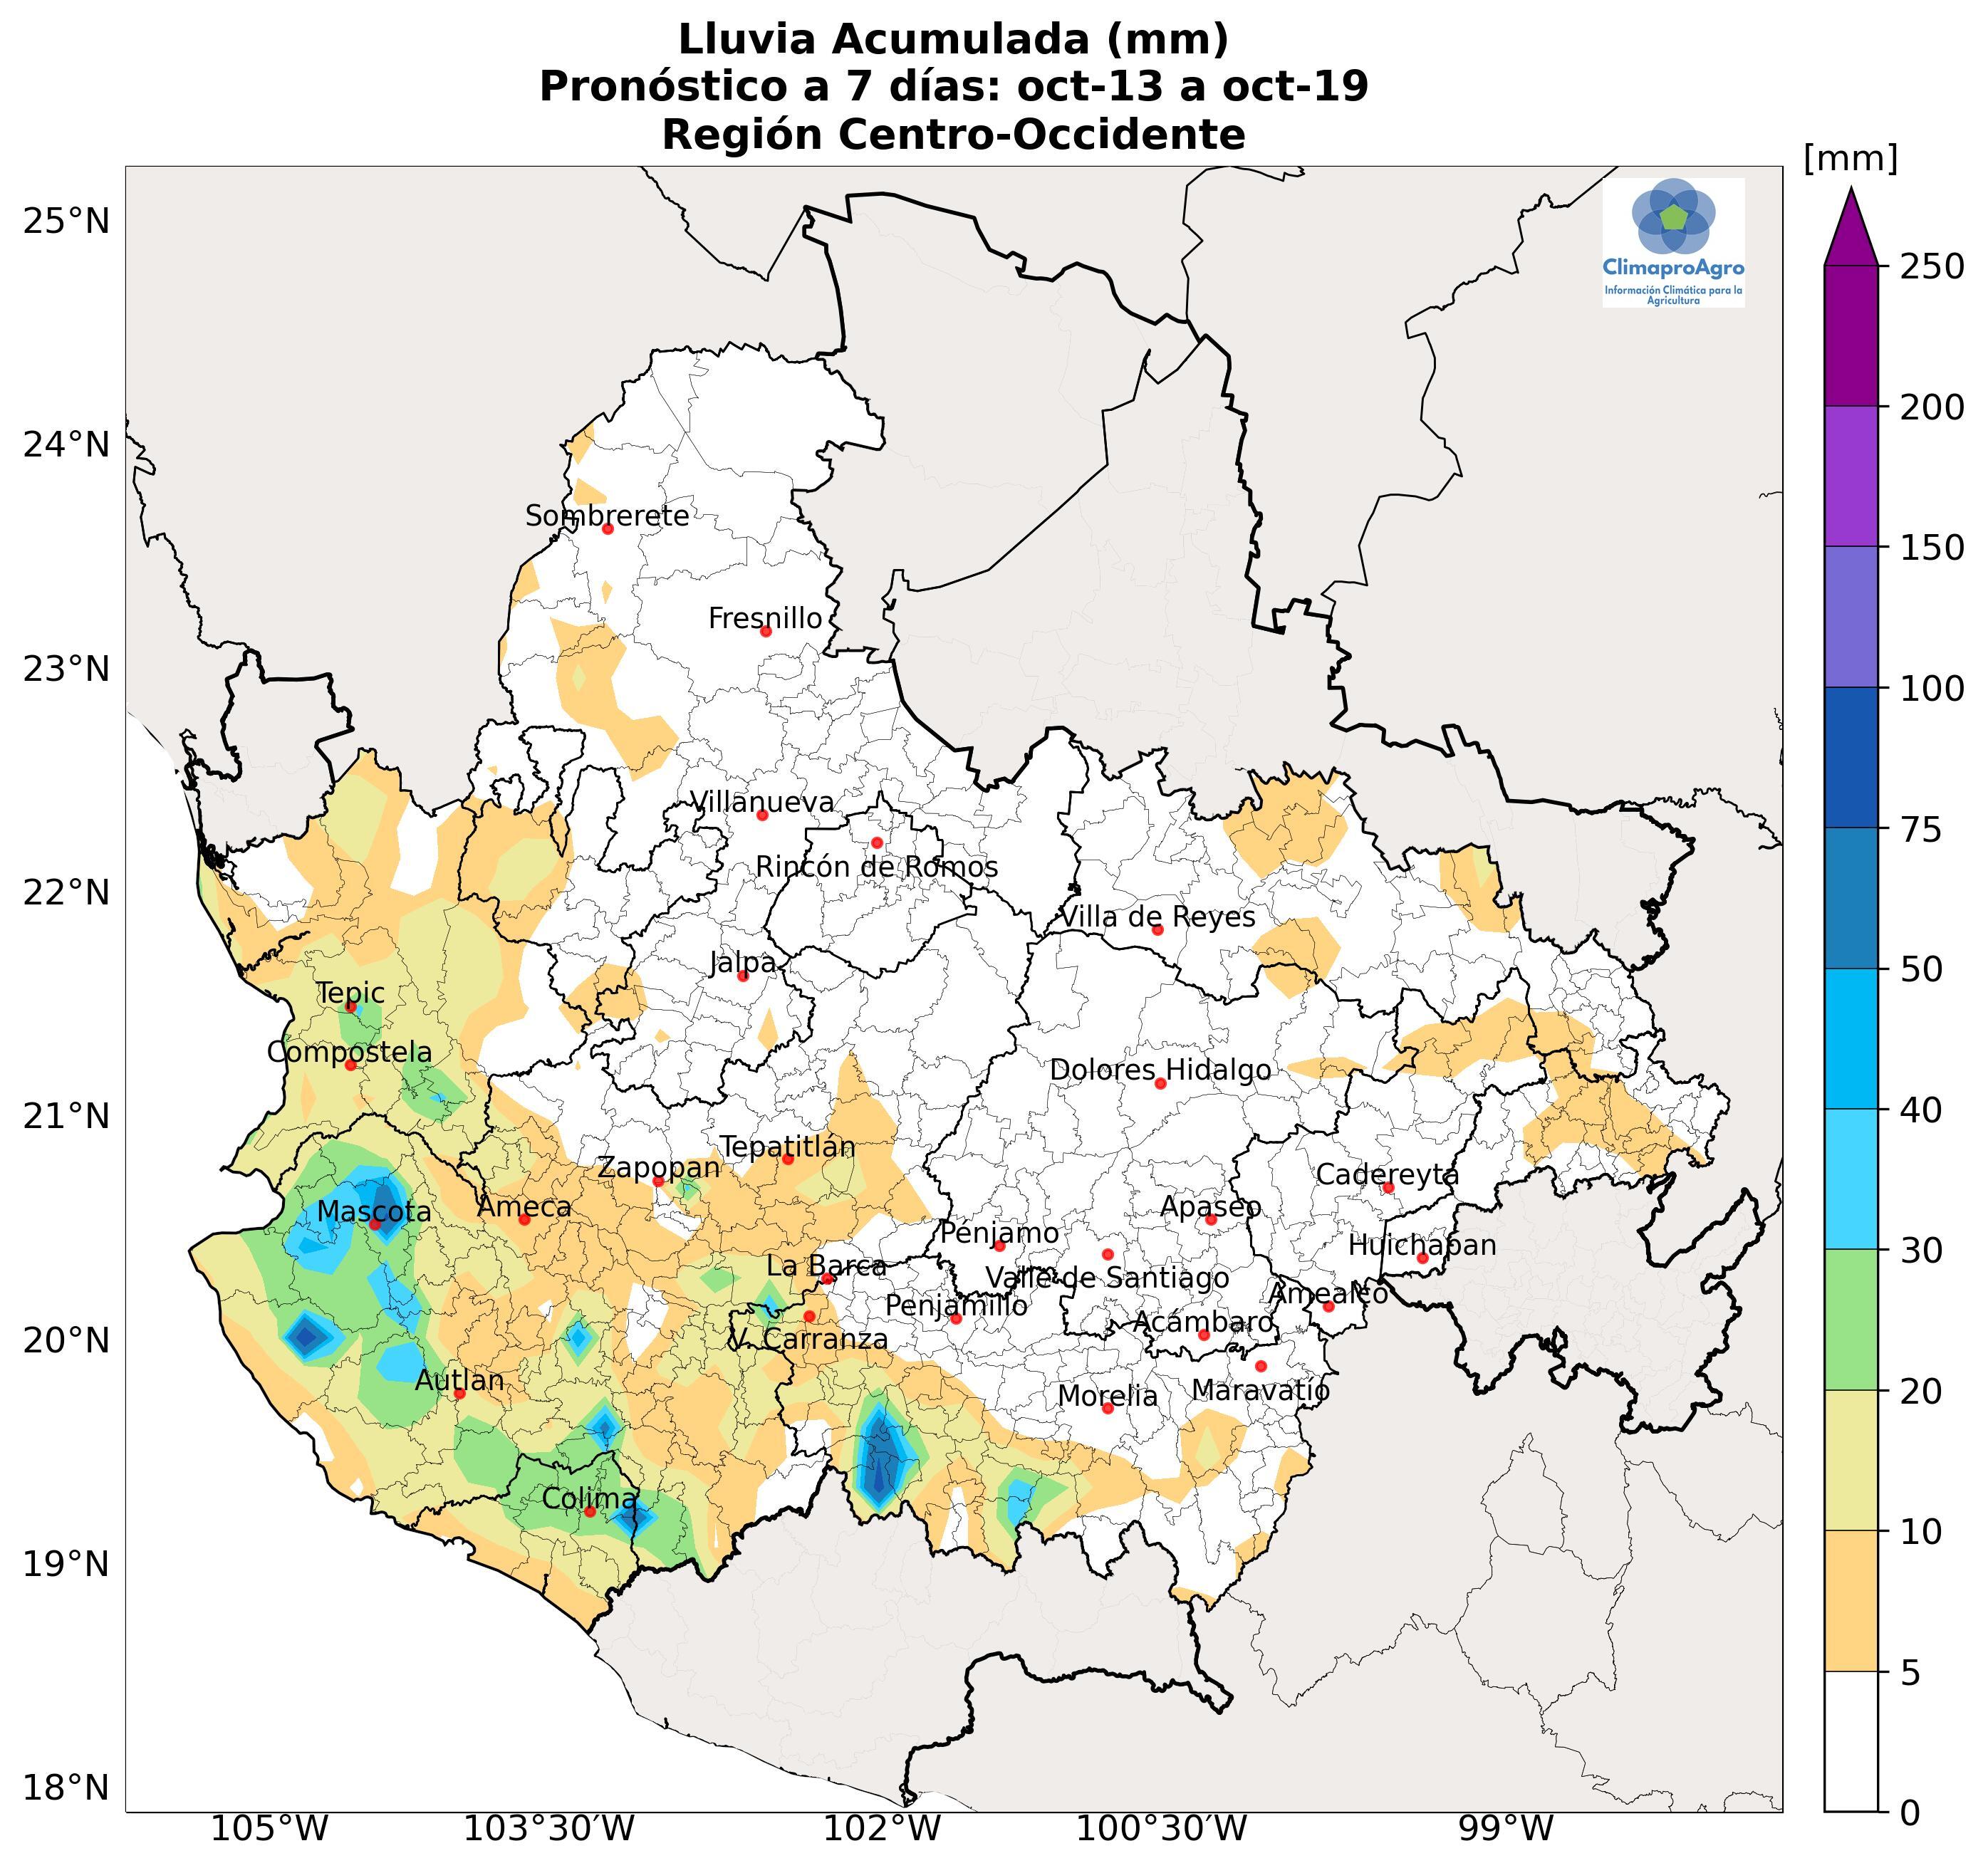 Lluvia Acumulada (mm)
Pronóstico a 7 días: oct-13 a oct-19
Región Centro-Occidente
[mm]
25°N
ClimaproAgro
Información Climática para la
Agricultura
250
200
24°N
150
Sombrerete
Fresnillo
23°N
100
Villanueva
75
Rincón de Romos
22°N
Villa de Reyes
Jalpa
50
Tepic
Compostela
Dolores Hidalgo
21°N
40
Tepatitlán
Zapopan
Cadereyta
Mascota
Ameca
Apaseo
Pénjamo
Huichapan
30
La Barca
Valle de Santiago
Amealco
Penjamillo
Acámbaro
20°N
V. Carranza
Autlan
Maravatío
20
Morelia
Colima
10
19°N
5
18°N
0
105°W
103°30'W
102°W
100°30'W
99°W